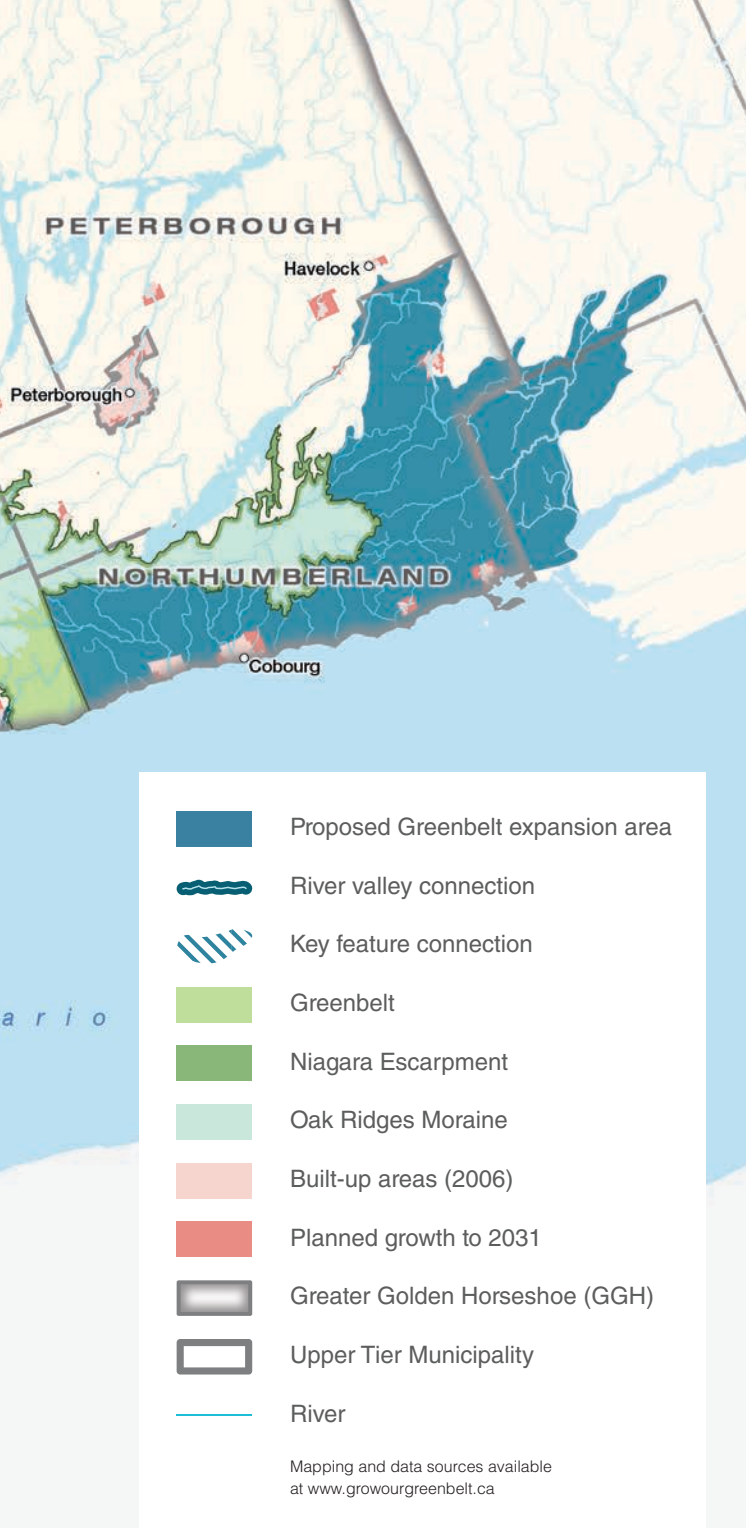 PETERBOROUGH
Havelock
Peterborough
NORTHUMBERLAND
Cobourg
Proposed Greenbelt expansion area
River valley connection
Key feature connection
Greenbelt
a r i o
Niagara Escarpment
Oak Ridges Moraine
Built-up areas (2006)
Planned growth to 2031
Greater Golden Horseshoe (GGH)
Upper Tier Municipality
River
Mapping and data sources available
at www.growourgreenbelt.ca